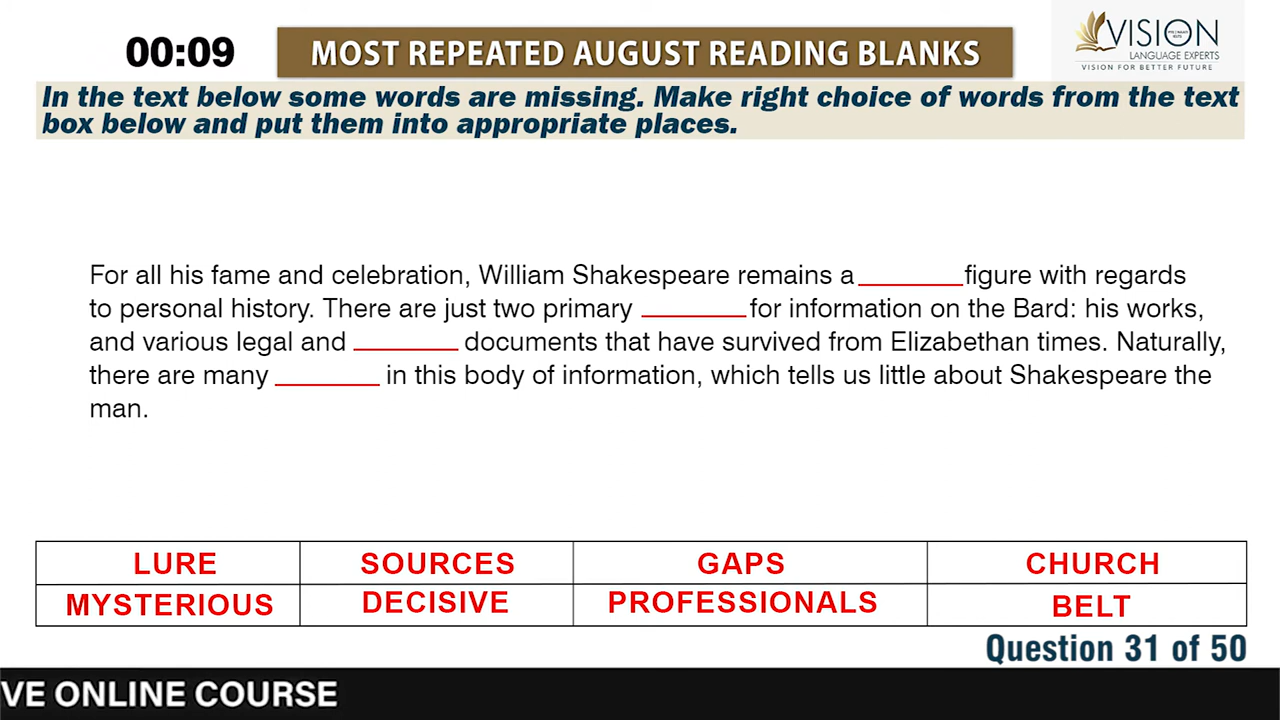 00:09
MOST REPEATED AUGUST READING BLANKS
VISION
LANGUAGE EXPERTS
VISION FOR BETTER FUTURE
In the text below some words are missing. Make right choice of words from the text
box below and put them into appropriate places.
For all his fame and celebration, William Shakespeare remains a ________ figure with regards
to personal history. There are just two primary ________ for information on the Bard: his works,
and various legal and ________ documents that have survived from Elizabethan times. Naturally,
there are many ________ in this body of information, which tells us little about Shakespeare the
man.
LURE SOURCES GAPS CHURCH
MYSTERIOUS DECISIVE PROFESSIONALS BELT
Question 31 of 50
VE ONLINE COURSE